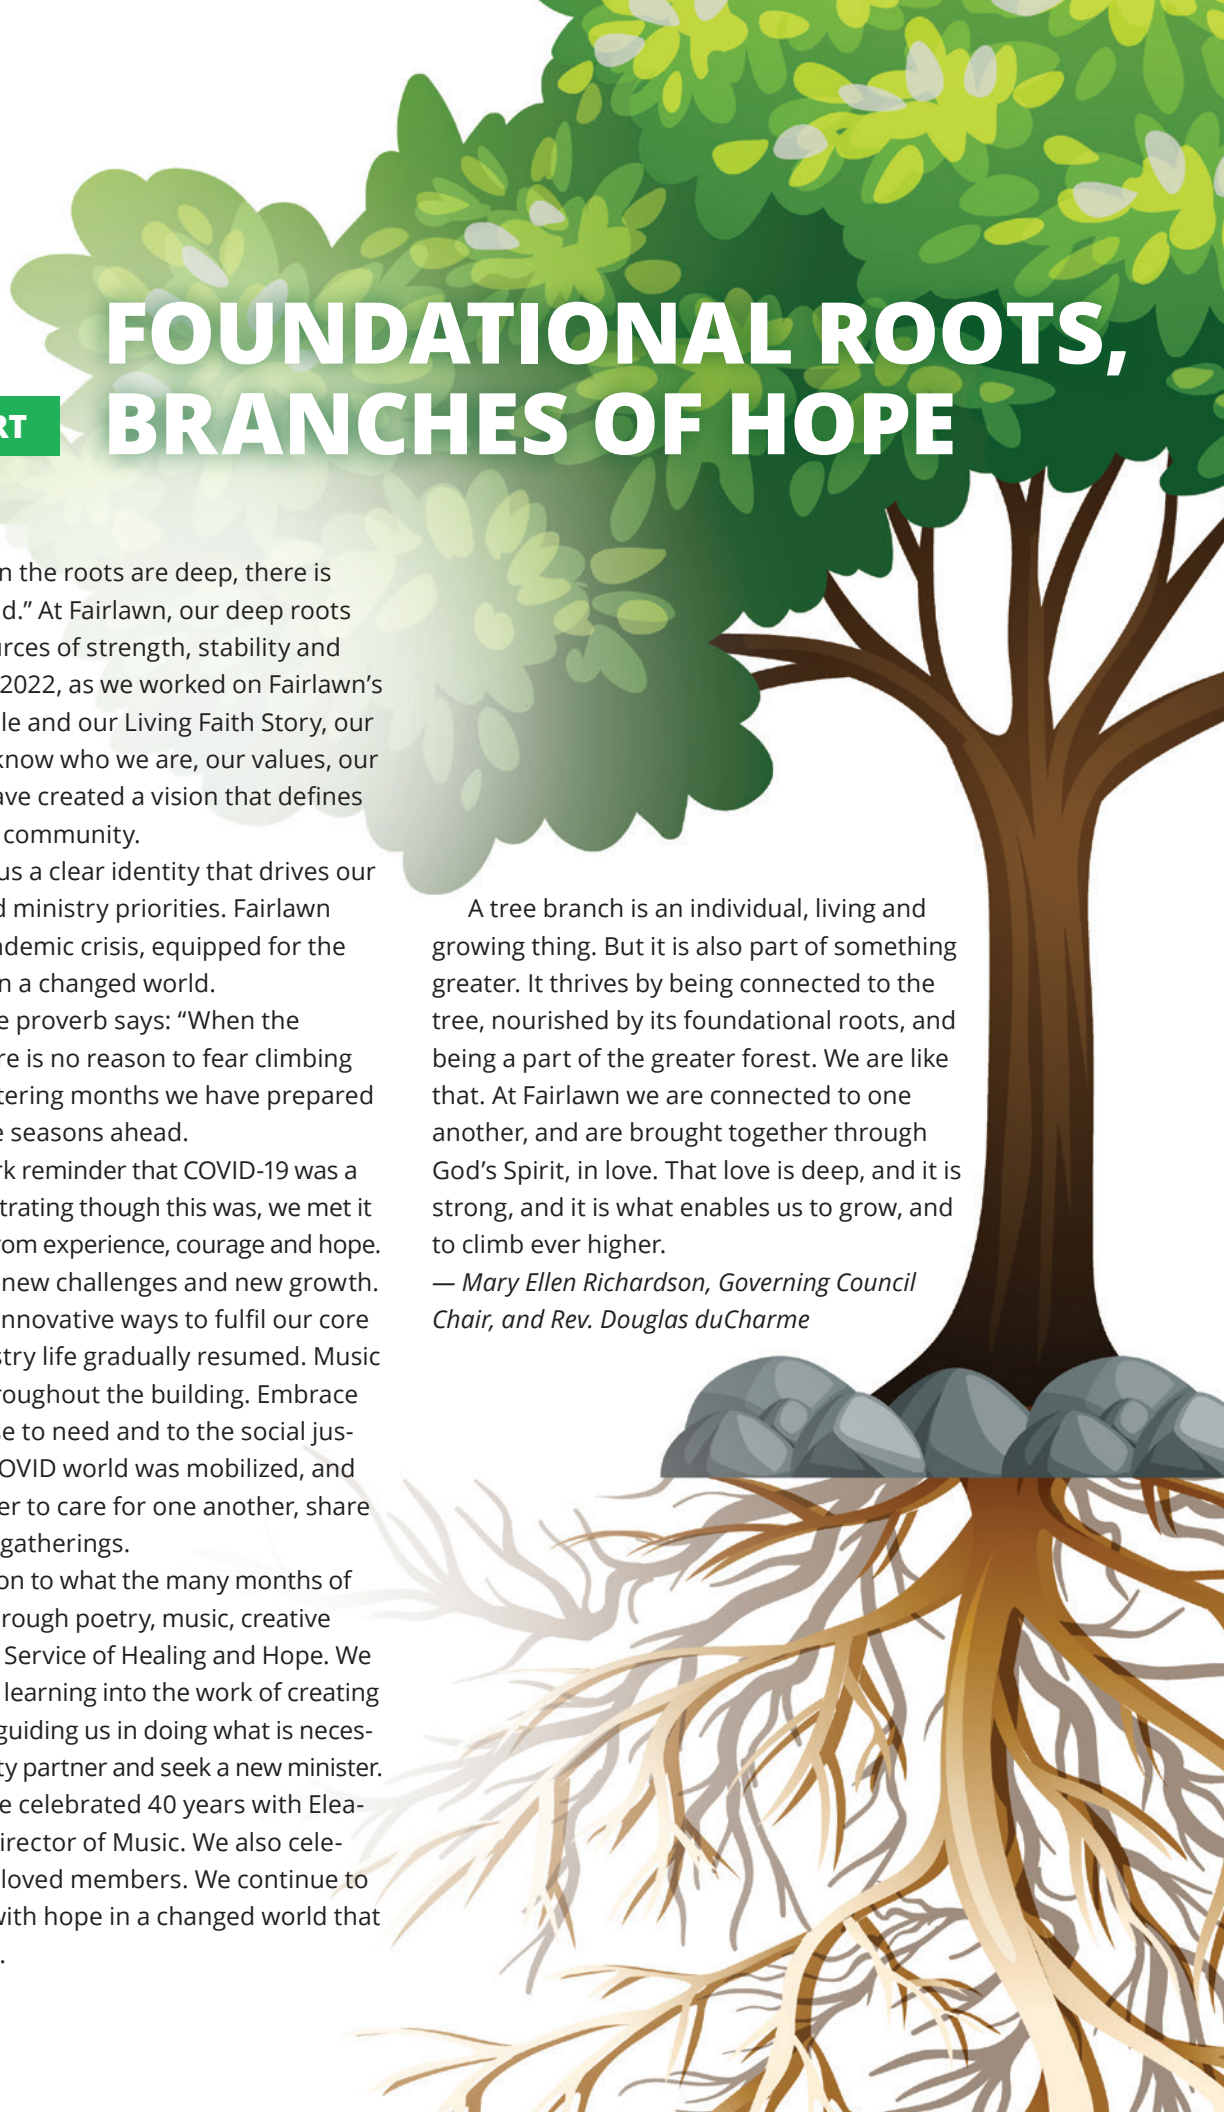 FOUNDATIONAL ROOTS,
BRANCHES OF HOPE
RT
n the roots are deep, there is
d.” At Fairlawn, our deep roots
rces of strength, stability and
2022, as we worked on Fairlawn’s
le and our Living Faith Story, our
know who we are, our values, our
ave created a vision that defines
community.
us a clear identity that drives our
d ministry priorities. Fairlawn
ndemic crisis, equipped for the
n a changed world.
e proverb says: “When the
re is no reason to fear climbing
tering months we have prepared
e seasons ahead.
rk reminder that COVID-19 was a
trating though this was, we met it
rom experience, courage and hope.
new challenges and new growth.
innovative ways to fulfil our core
stry life gradually resumed. Music
roughout the building. Embrace
se to need and to the social jus-
OVID world was mobilized, and
er to care for one another, share
gatherings.
on to what the many months of
rough poetry, music, creative
Service of Healing and Hope. We
learning into the work of creating
guiding us in doing what is neces-
ty partner and seek a new minister.
e celebrated 40 years with Elea-
irector of Music. We also cele-
loved members. We continue to
with hope in a changed world that
.
A tree branch is an individual, living and
growing thing. But it is also part of something
greater. It thrives by being connected to the
tree, nourished by its foundational roots, and
being a part of the greater forest. We are like
that. At Fairlawn we are connected to one
another, and are brought together through
God’s Spirit, in love. That love is deep, and it is
strong, and it is what enables us to grow, and
to climb ever higher.
— Mary Ellen Richardson, Governing Council
Chair, and Rev. Douglas duCharme